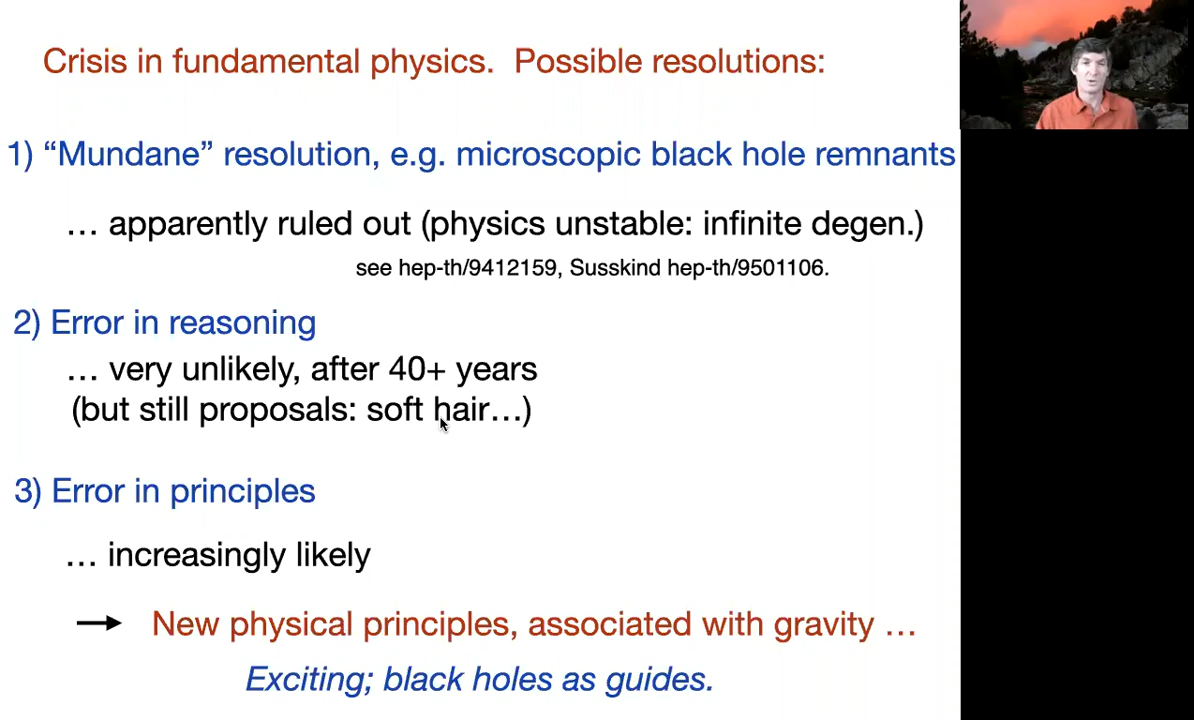 Crisis in fundamental physics. Possible resolutions:
1) “Mundane” resolution, e.g. microscopic black hole remnants
… apparently ruled out (physics unstable: infinite degen.)
see hep-th/9412159, Susskind hep-th/9501106.
2) Error in reasoning
… very unlikely, after 40+ years
(but still proposals: soft hair…)
3) Error in principles
… increasingly likely
→ New physical principles, associated with gravity …
Exciting; black holes as guides.